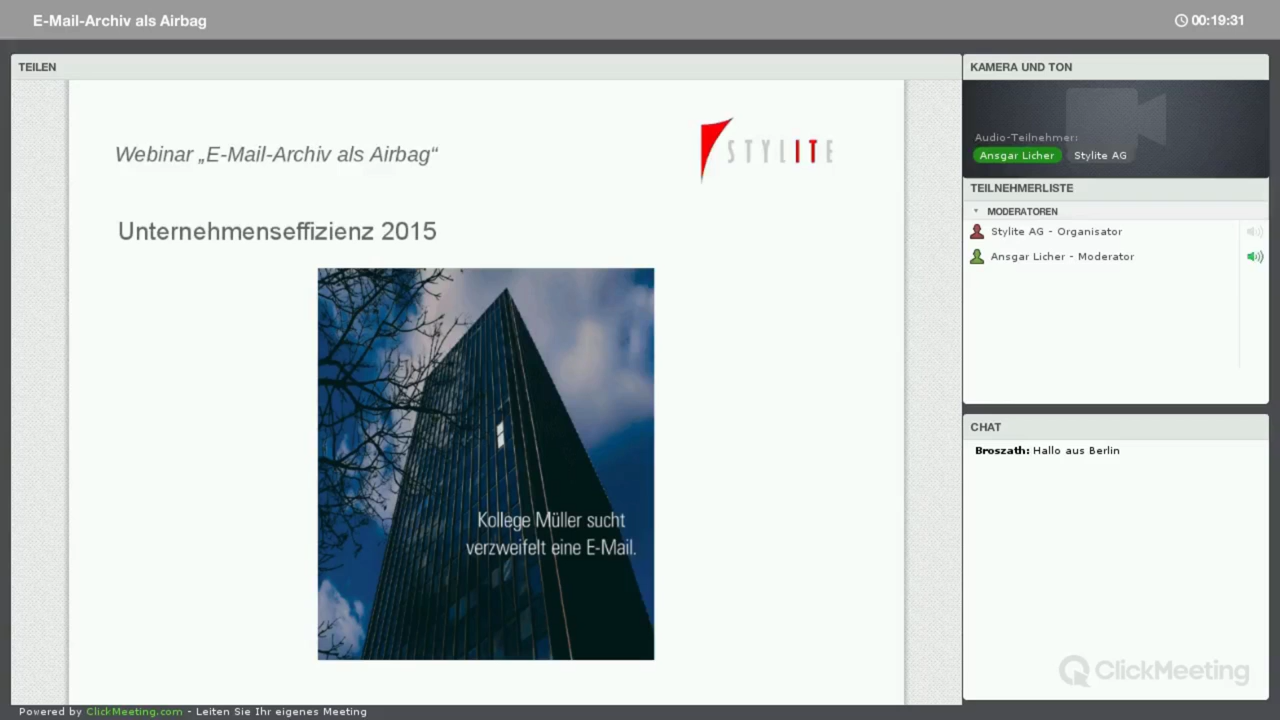 E-Mail-Archiv als Airbag
00:19:31
TEILEN
Webinar „E-Mail-Archiv als Airbag“
STYLITE
Unternehmenseffizienz 2015
Kollege Müller sucht
verzweifelt eine E-Mail.
KAMERA UND TON
Audio-Teilnehmer:
Ansgar Licher Stylite AG
TEILNEHMERLISTE
MODERATOREN
Stylite AG - Organisator
Ansgar Licher - Moderator
CHAT
Broszath: Hallo aus Berlin
ClickMeeting
Powered by ClickMeeting.com - Leiten Sie Ihr eigenes Meeting